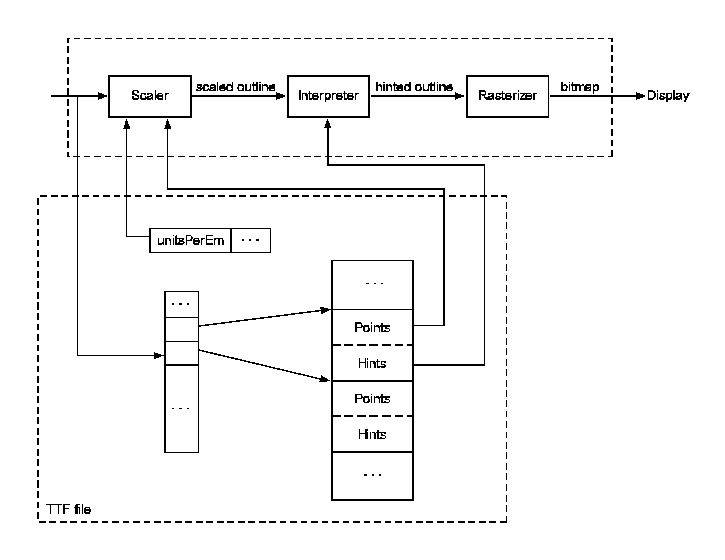 Scaler
scaled outline
Interpreter
hinted outline
Rasterizer
bitmap
Display
unitsPerEm
. . .
. . .
. . .
Points
Hints
. . .
Points
Hints
. . .
TTF file